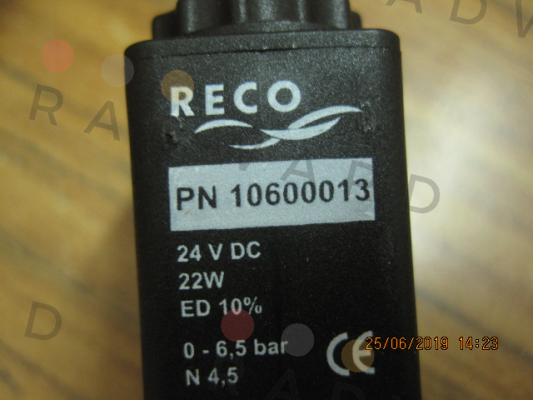 RECO
PN 10600013
24 V DC
22W
ED 10%
0 - 6,5 bar
N 4,5
CE
25/06/2019 14:23